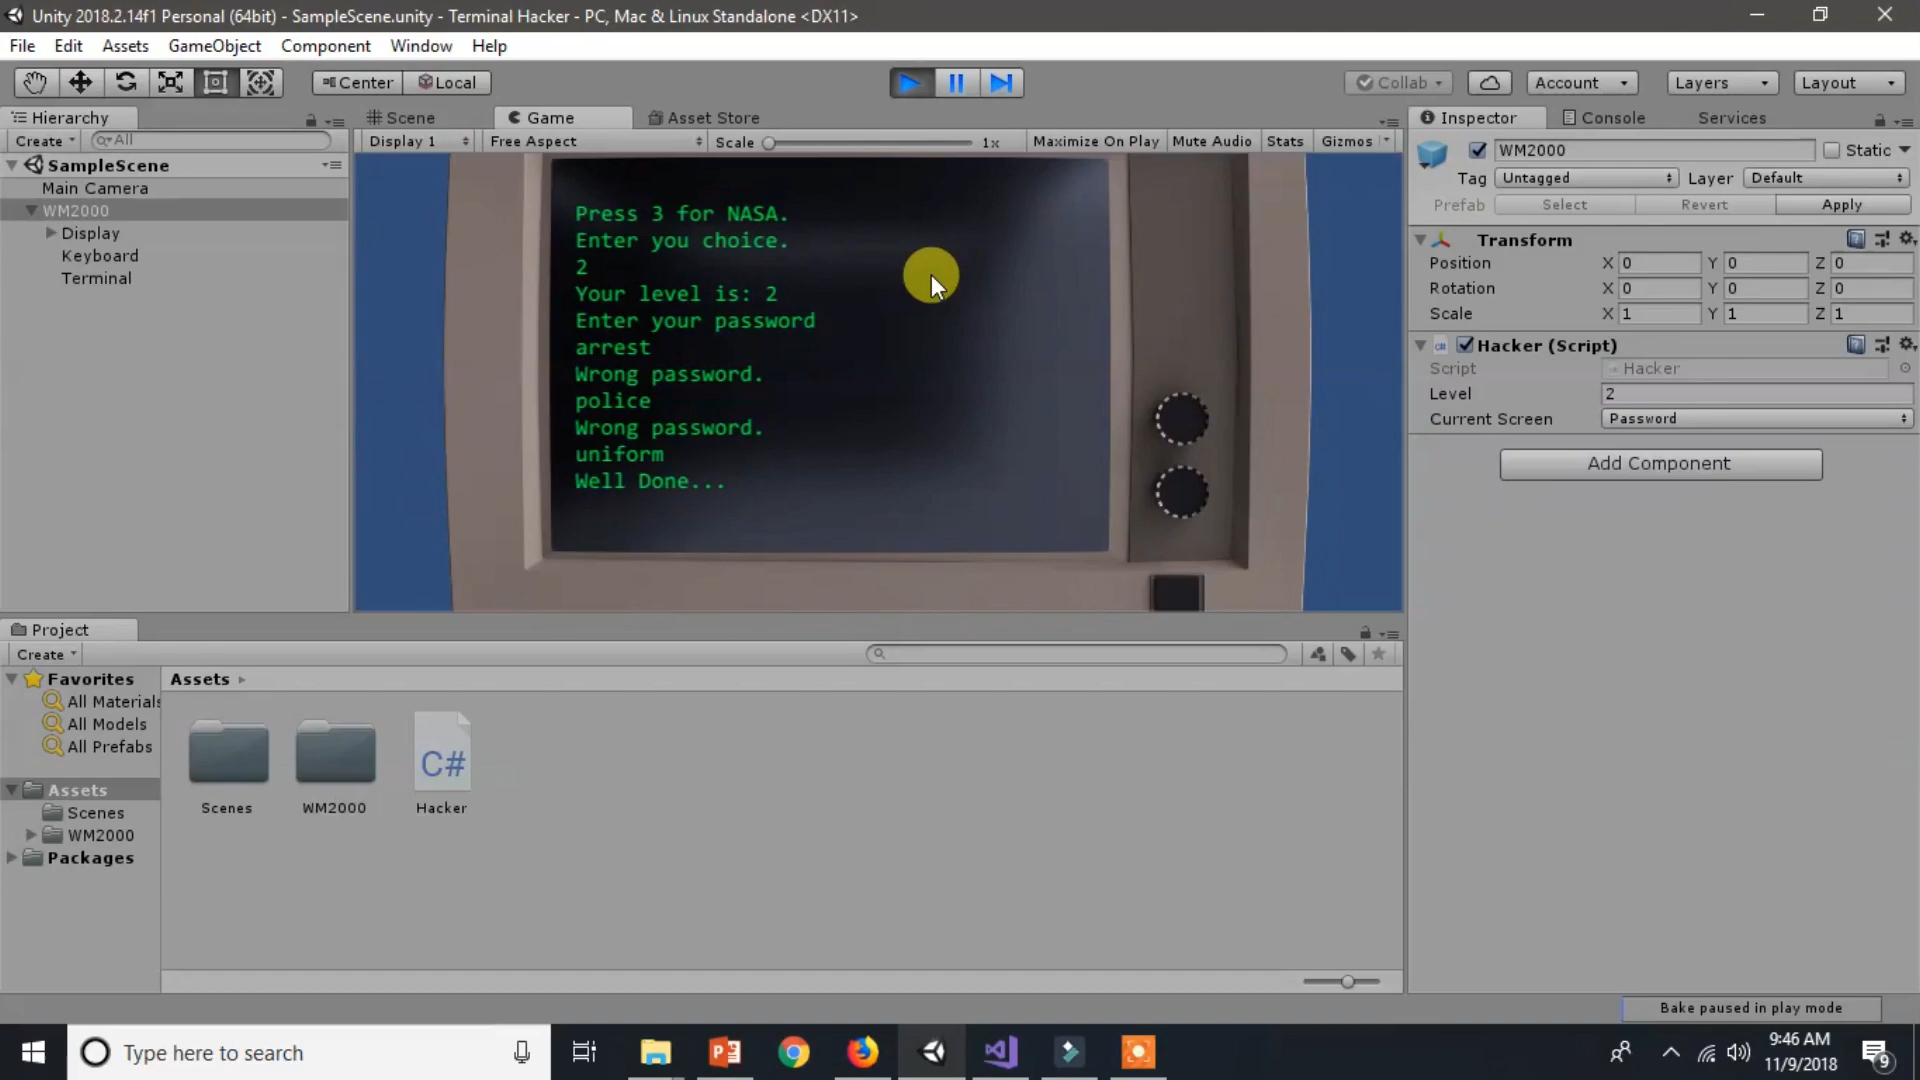 Unity 2018.2.14f1 Personal (64bit) - SampleScene.unity - Terminal Hacker - PC, Mac & Linux Standalone <DX11>
File Edit Assets GameObject Component Window Help
Center Local Collab Account Layers Layout
Hierarchy
Create All
SampleScene
Main Camera
WM2000
Display
Keyboard
Terminal
Scene Game Asset Store
Display 1 Free Aspect Scale 1x Maximize On Play Mute Audio Stats Gizmos
Press 3 for NASA.
Enter you choice.
2
Your level is: 2
Enter your password
arrest
Wrong password.
police
Wrong password.
uniform
Well Done...
Inspector Console Services
WM2000 Static
Tag Untagged Layer Default
Prefab Select Revert Apply
Transform
Position X 0 Y 0 Z 0
Rotation X 0 Y 0 Z 0
Scale X 1 Y 1 Z 1
Hacker (Script)
Script Hacker
Level 2
Current Screen Password
Add Component
Project
Create
Favorites
All Materials
All Models
All Prefabs
Assets
Scenes
WM2000
Packages
Assets
Scenes WM2000 C# Hacker
Bake paused in play mode
Type here to search
9:46 AM
11/9/2018
9